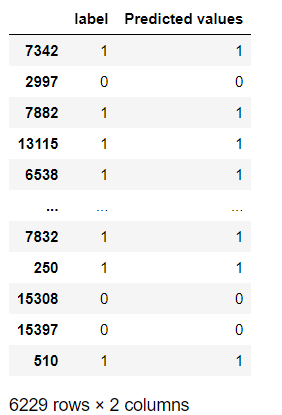 label Predicted values
7342 1 1
2997 0 0
7882 1 1
13115 1 1
6538 1 1
... ... ...
7832 1 1
250 1 1
15308 0 0
15397 0 0
510 1 1
6229 rows × 2 columns